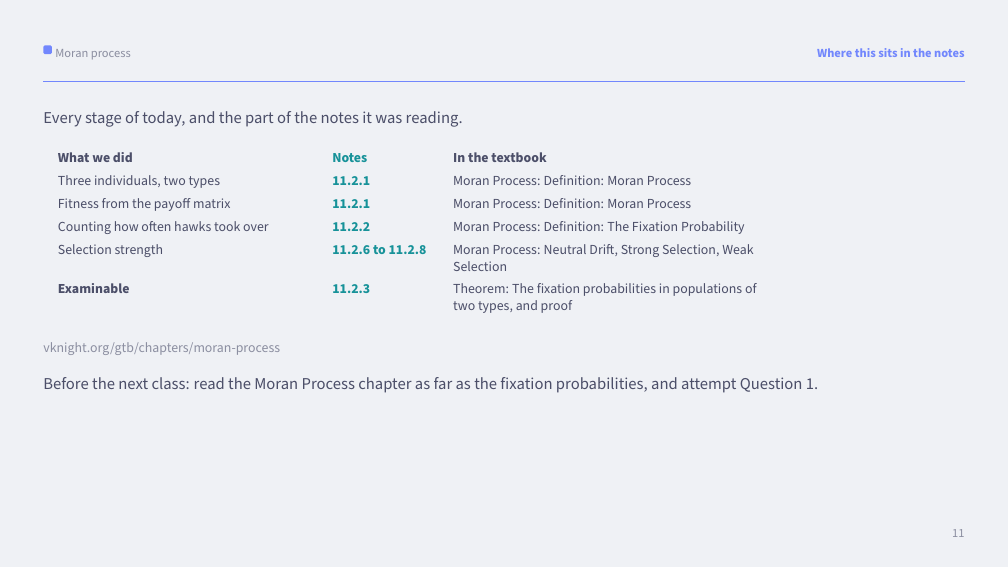 Moran process
Where this sits in the notes
Every stage of today, and the part of the notes it was reading.
What we did Notes In the textbook
Three individuals, two types 11.2.1 Moran Process: Definition: Moran Process
Fitness from the payoff matrix 11.2.1 Moran Process: Definition: Moran Process
Counting how often hawks took over 11.2.2 Moran Process: Definition: The Fixation Probability
Selection strength 11.2.6 to 11.2.8 Moran Process: Neutral Drift, Strong Selection, Weak
Selection
Examinable 11.2.3 Theorem: The fixation probabilities in populations of
two types, and proof
vknight.org/gtb/chapters/moran-process
Before the next class: read the Moran Process chapter as far as the fixation probabilities, and attempt Question 1.
11